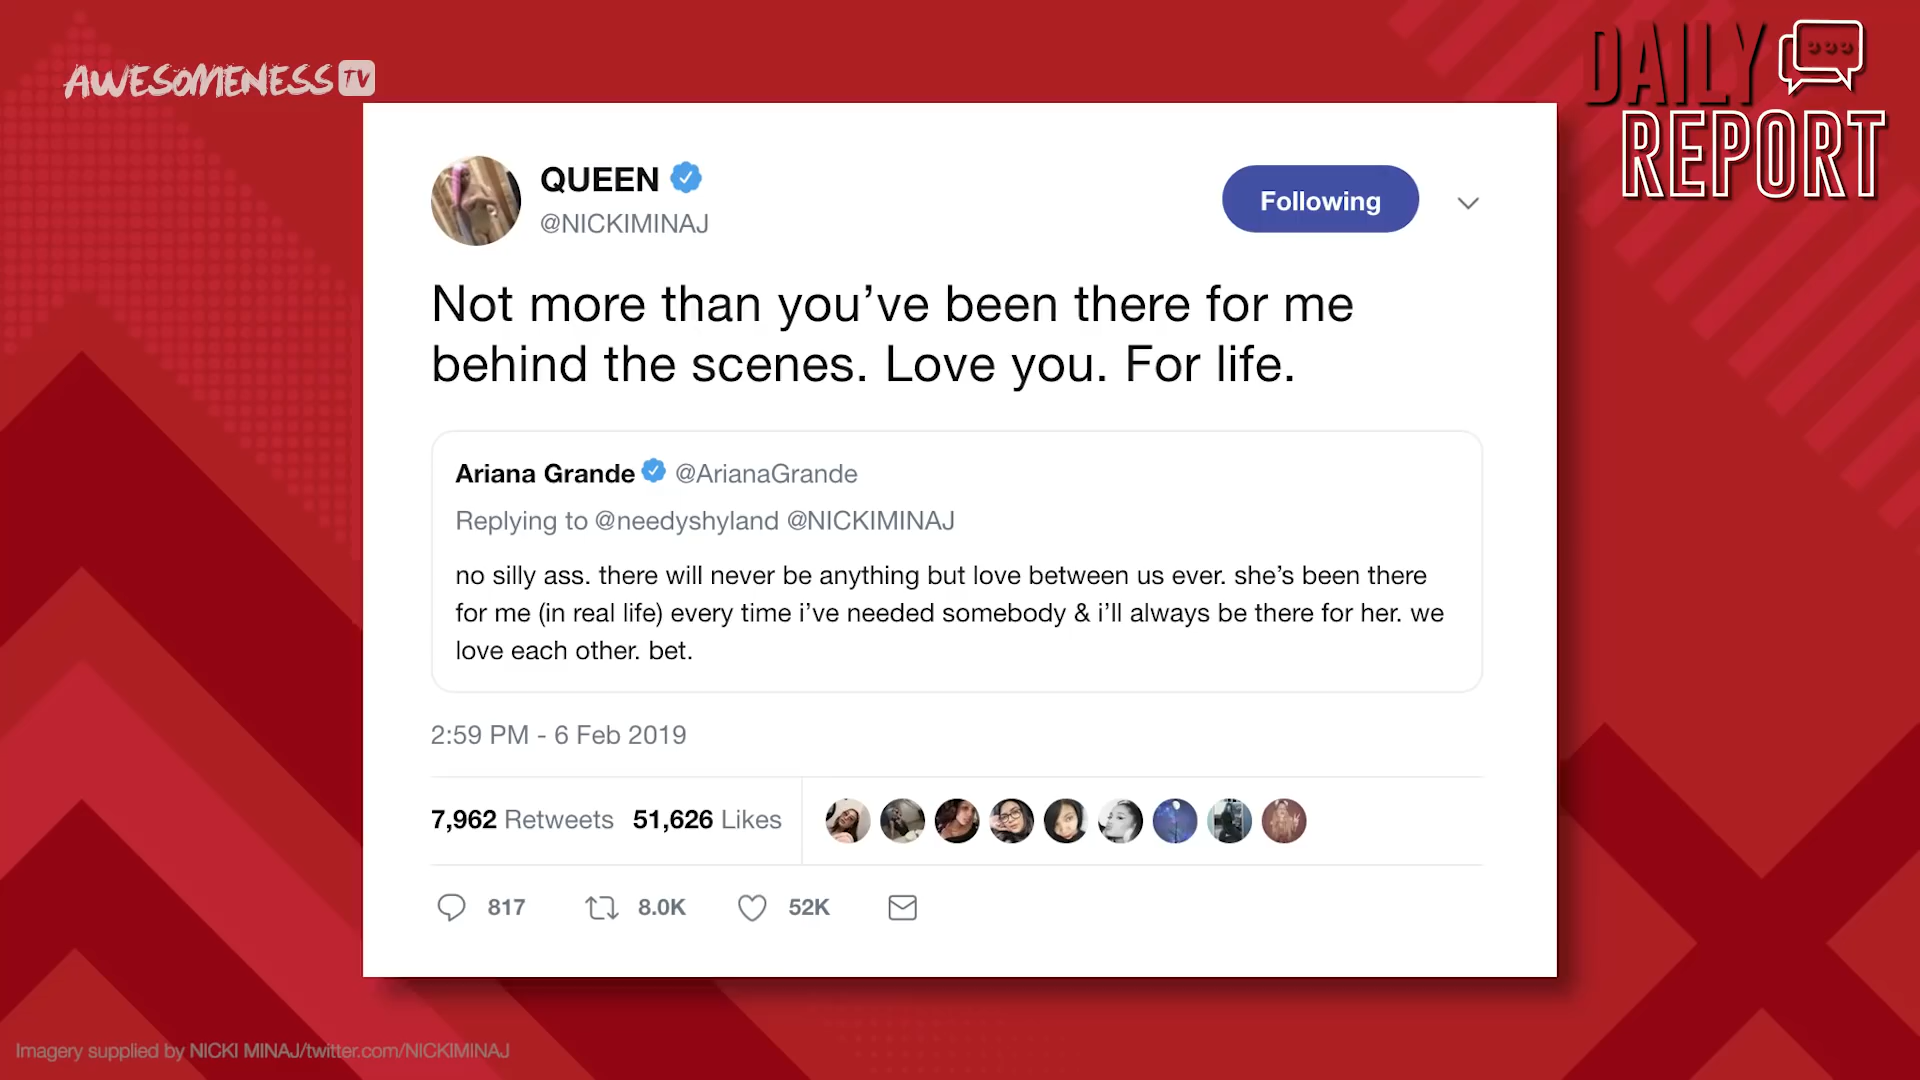 AWESOMENESS TV
DAILY
REPORT
QUEEN
@NICKIMINAJ
Following
Not more than you’ve been there for me
behind the scenes. Love you. For life.
Ariana Grande @ArianaGrande
Replying to @needyshyland @NICKIMINAJ
no silly ass. there will never be anything but love between us ever. she’s been there
for me (in real life) every time i’ve needed somebody & i’ll always be there for her. we
love each other. bet.
2:59 PM - 6 Feb 2019
7,962 Retweets 51,626 Likes
817 8.0K 52K
Imagery supplied by NICKI MINAJ/twitter.com/NICKIMINAJ